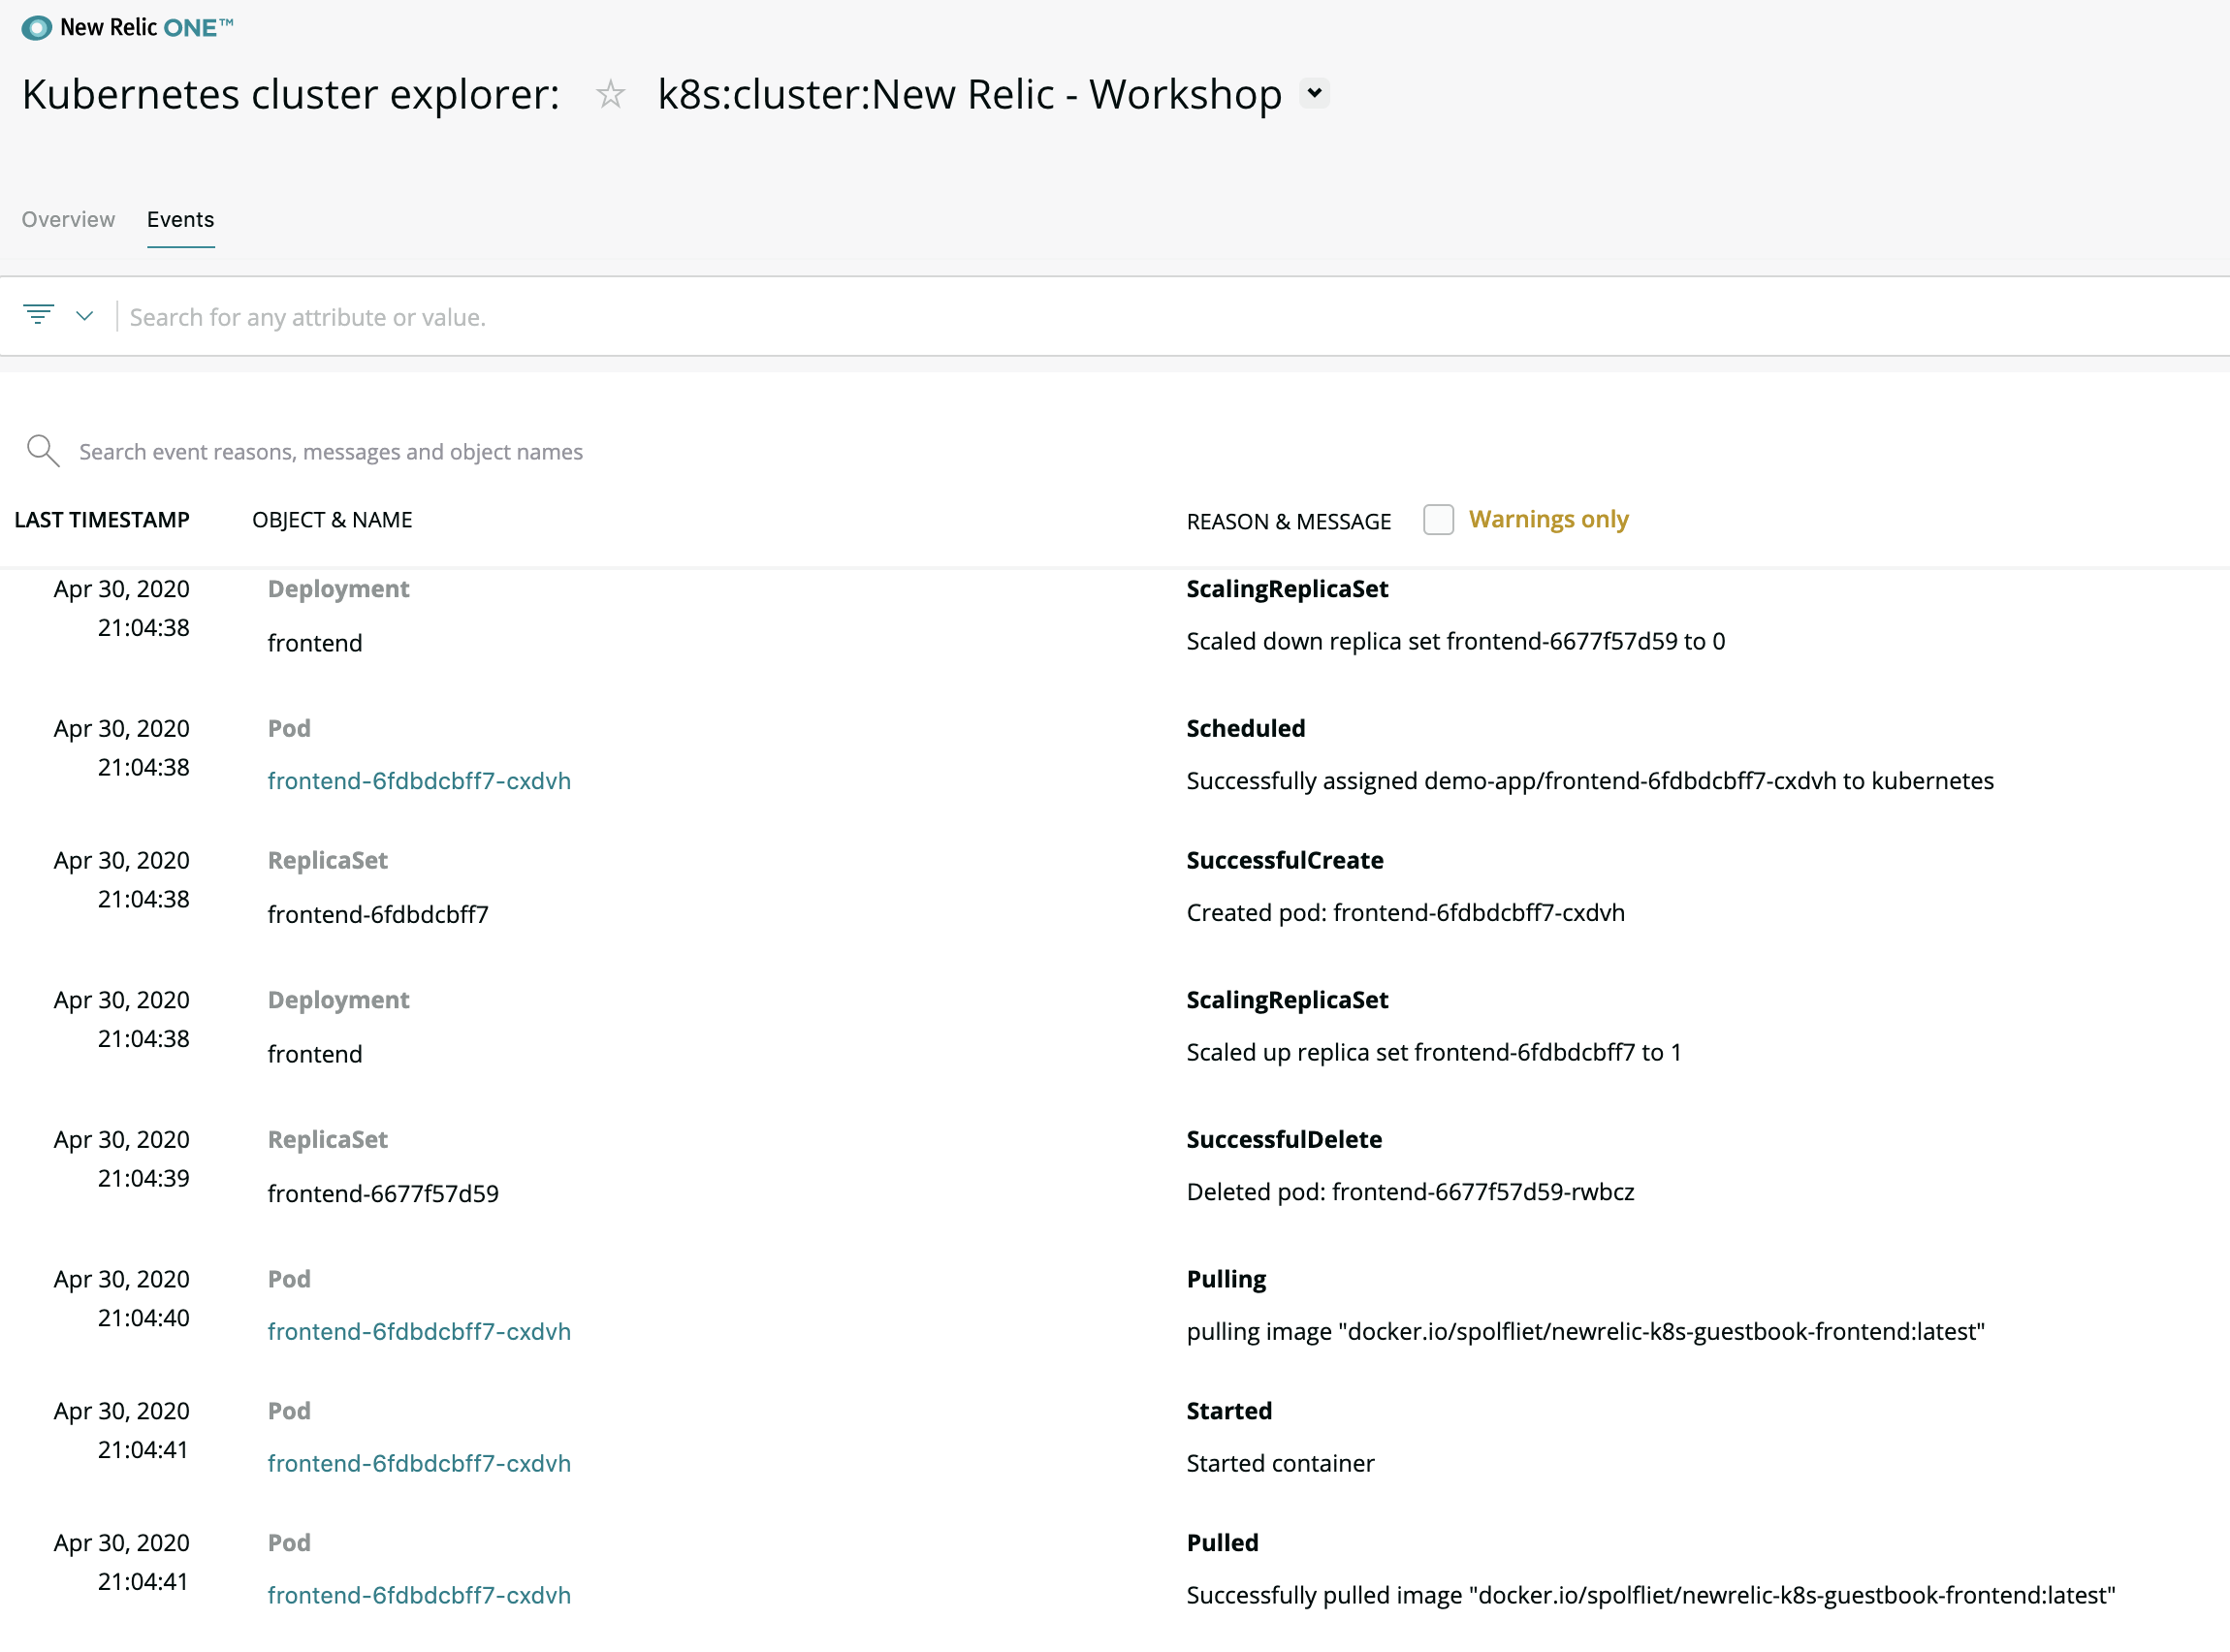 New Relic ONE™
Kubernetes cluster explorer: k8s:cluster:New Relic - Workshop
Overview Events
Search for any attribute or value.
Search event reasons, messages and object names
LAST TIMESTAMP OBJECT & NAME REASON & MESSAGE Warnings only
Apr 30, 2020 Deployment ScalingReplicaSet
21:04:38 frontend Scaled down replica set frontend-6677f57d59 to 0
Apr 30, 2020 Pod Scheduled
21:04:38 frontend-6fdbdcbff7-cxdvh Successfully assigned demo-app/frontend-6fdbdcbff7-cxdvh to kubernetes
Apr 30, 2020 ReplicaSet SuccessfulCreate
21:04:38 frontend-6fdbdcbff7 Created pod: frontend-6fdbdcbff7-cxdvh
Apr 30, 2020 Deployment ScalingReplicaSet
21:04:38 frontend Scaled up replica set frontend-6fdbdcbff7 to 1
Apr 30, 2020 ReplicaSet SuccessfulDelete
21:04:39 frontend-6677f57d59 Deleted pod: frontend-6677f57d59-rwbcz
Apr 30, 2020 Pod Pulling
21:04:40 frontend-6fdbdcbff7-cxdvh pulling image "docker.io/spolfliet/newrelic-k8s-guestbook-frontend:latest"
Apr 30, 2020 Pod Started
21:04:41 frontend-6fdbdcbff7-cxdvh Started container
Apr 30, 2020 Pod Pulled
21:04:41 frontend-6fdbdcbff7-cxdvh Successfully pulled image "docker.io/spolfliet/newrelic-k8s-guestbook-frontend:latest"